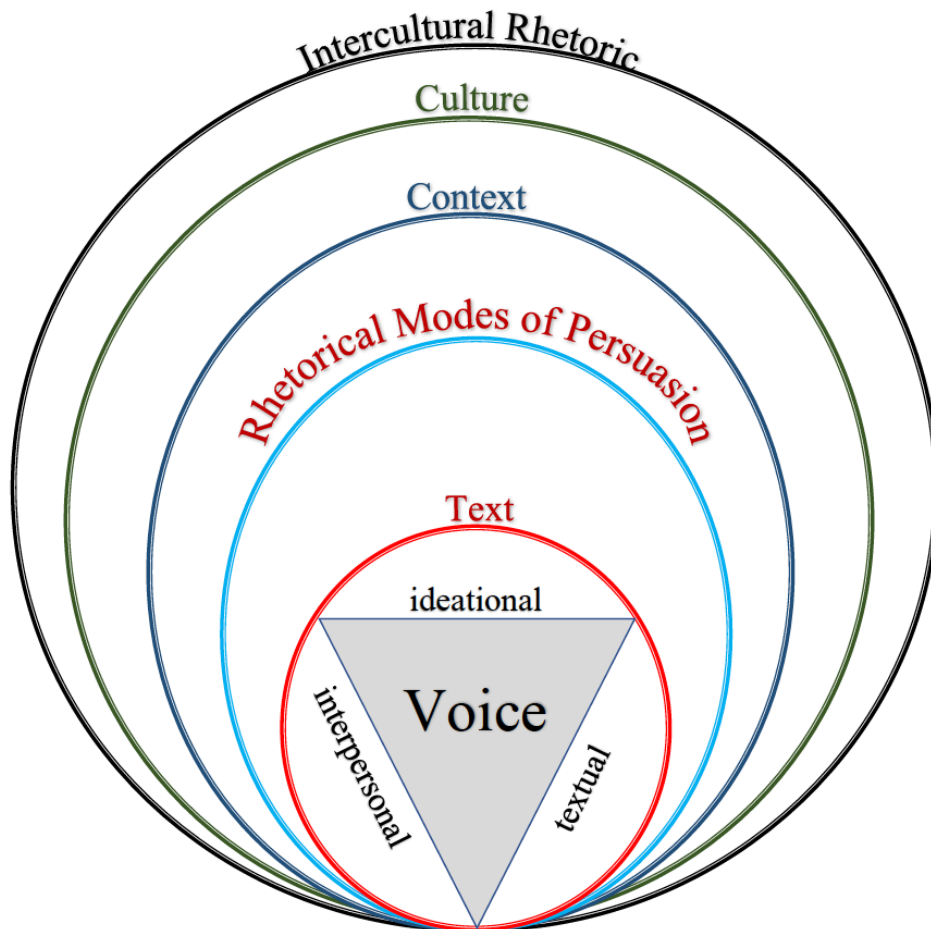 Intercultural Rhetoric
Culture
Context
Rhetorical Modes of Persuasion
Text
ideational
Voice
interpersonal
textual